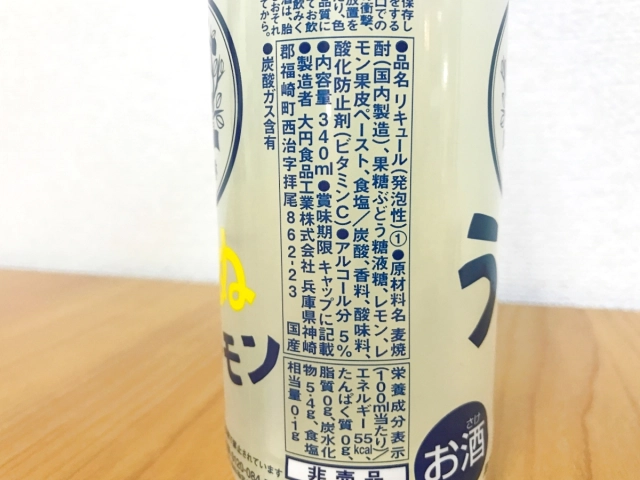 ●品名 リキュール(発泡性)①●原材料名 麦焼
酎(国内製造)、果糖ぶどう糖液糖、レモン、レ
モン果皮ペースト、食塩/炭酸、香料、酸味料、
酸化防止剤(ビタミンC)●アルコール分 5%
●内容量 340ml●賞味期限 キャップに記載
●製造者 大円食品工業株式会社 兵庫県神崎
郡福崎町西治字拝尾862-23 国産
●炭酸ガス含有
栄養成分表示
(100ml当たり)
エネルギー55kcal、
たんぱく質0g、
脂質0g、炭水化
物5.4g、食塩
相当量0.1g
非売品
お酒
さけ
ね
モン
ラ